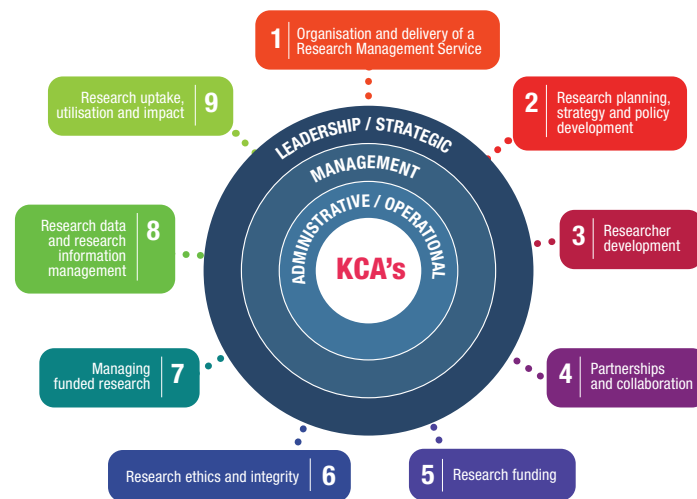 1
Organisation and delivery of a
Research Management Service
2
Research planning,
strategy and policy
development
3
Researcher
development
4
Partnerships
and collaboration
5
Research funding
6
Research ethics and integrity
7
Managing
funded research
8
Research data
and research
information
management
9
Research uptake,
utilisation and impact
LEADERSHIP / STRATEGIC
MANAGEMENT
ADMINISTRATIVE / OPERATIONAL
KCA's